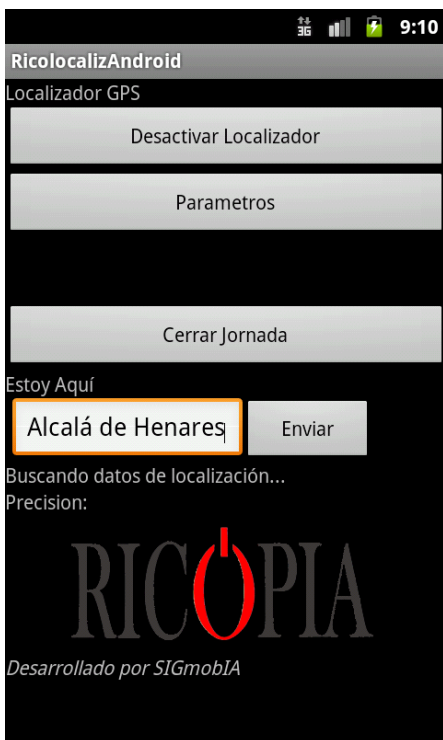 3G 9:10
RicolocalizAndroid
Localizador GPS
Desactivar Localizador
Parametros
Cerrar Jornada
Estoy Aquí
Alcalá de Henares Enviar
Buscando datos de localización...
Precision:
RICOPIA
Desarrollado por SIGmobIA